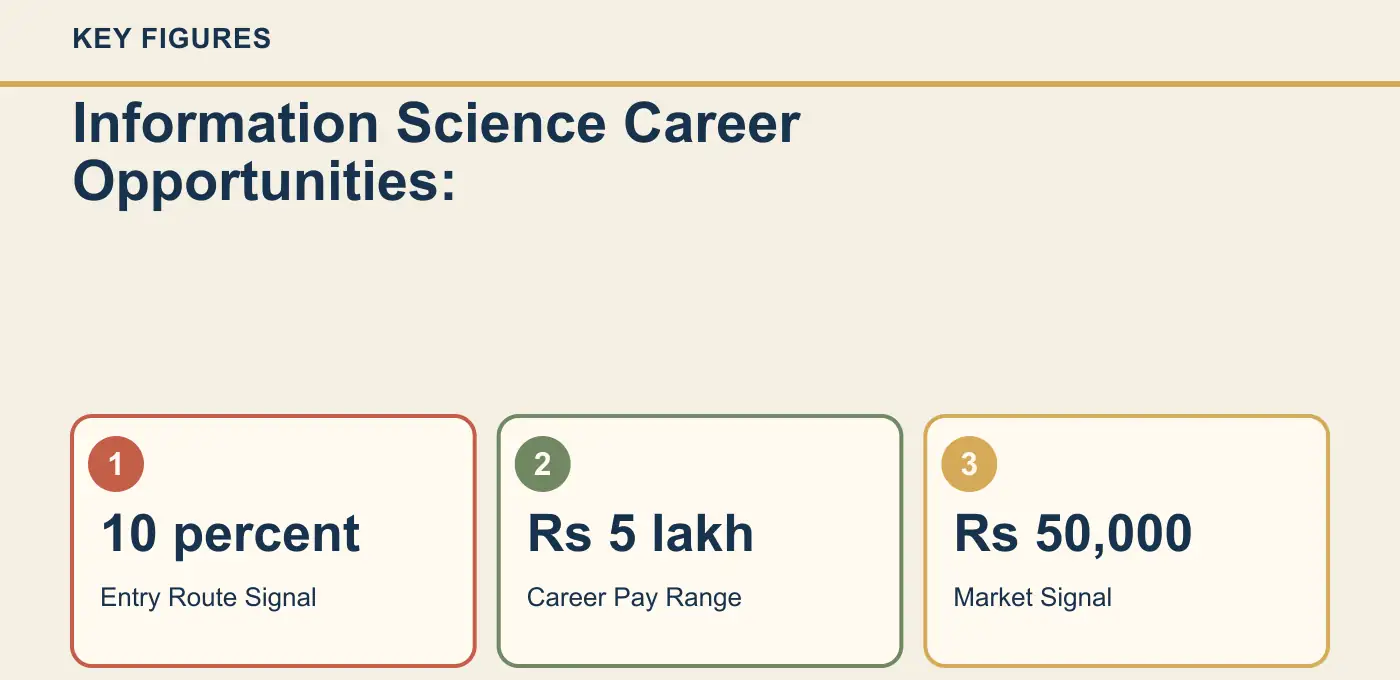 KEY FIGURES
Information Science Career
Opportunities:
1
10 percent
Entry Route Signal
2
Rs 5 lakh
Career Pay Range
3
Rs 50,000
Market Signal